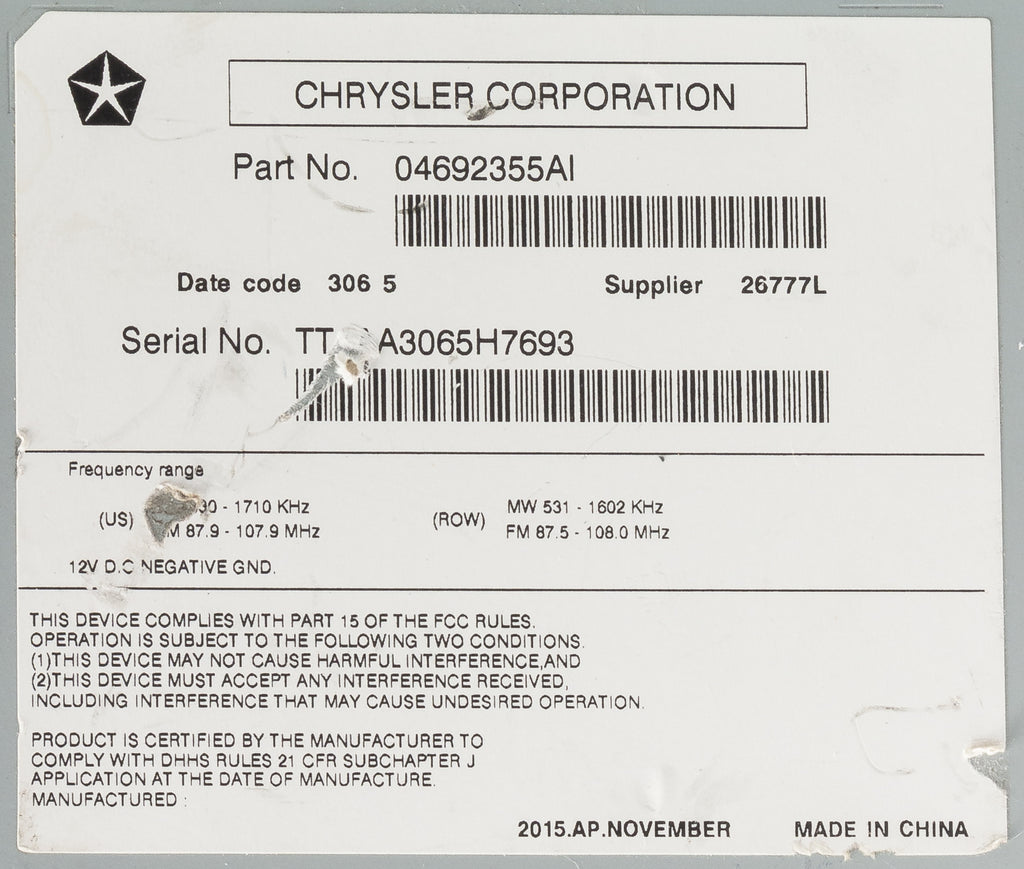 CHRYSLER CORPORATION
Part No. 04692355AI
Date code 306 5 Supplier 26777L
Serial No. TT A3065H7693
Frequency range
(US) 1710 KHz (ROW) MW 531 - 1602 KHz
87.9 - 107.9 MHz FM 87.5 - 108.0 MHz
12V D.C NEGATIVE GND.
THIS DEVICE COMPLIES WITH PART 15 OF THE FCC RULES.
OPERATION IS SUBJECT TO THE FOLLOWING TWO CONDITIONS.
(1)THIS DEVICE MAY NOT CAUSE HARMFUL INTERFERENCE,AND
(2)THIS DEVICE MUST ACCEPT ANY INTERFERENCE RECEIVED,
INCLUDING INTERFERENCE THAT MAY CAUSE UNDESIRED OPERATION.
PRODUCT IS CERTIFIED BY THE MANUFACTURER TO
COMPLY WITH DHHS RULES 21 CFR SUBCHAPTER J
APPLICATION AT THE DATE OF MANUFACTURE.
MANUFACTURED :
2015.AP.NOVEMBER MADE IN CHINA